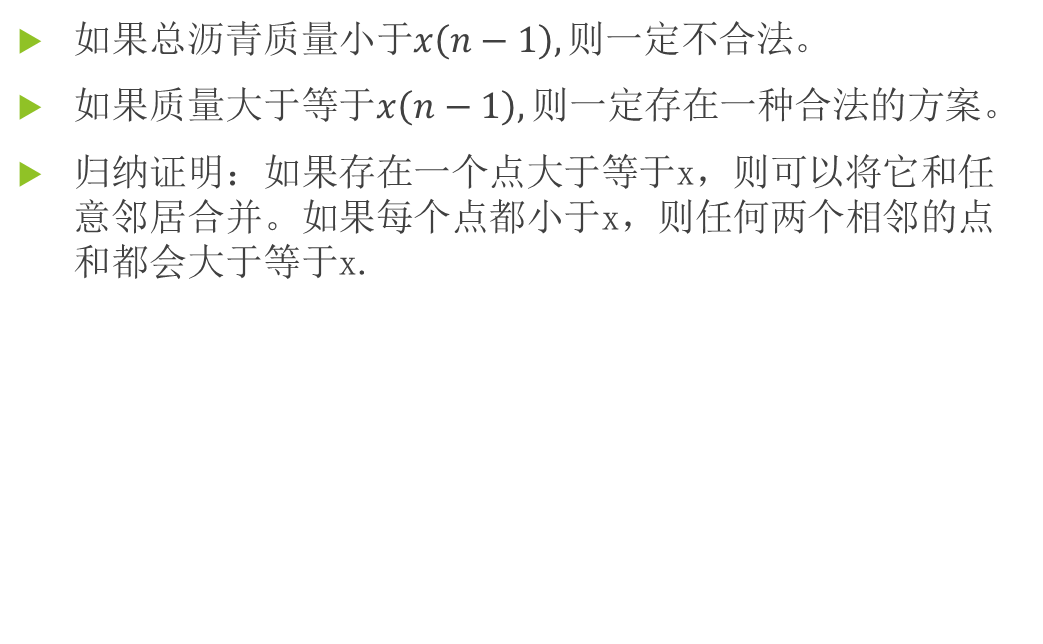 如果总沥青质量小于x(n − 1),则一定不合法。
如果质量大于等于x(n − 1),则一定存在一种合法的方案。
归纳证明：如果存在一个点大于等于x，则可以将它和任
意邻居合并。如果每个点都小于x，则任何两个相邻的点
和都会大于等于x.